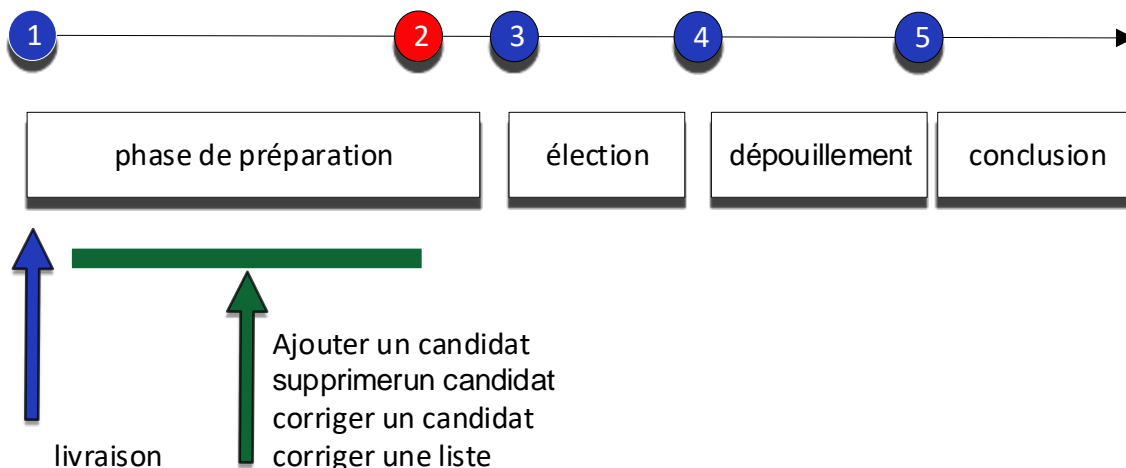 1 2 3 4 5
phase de préparation élection dépouillement conclusion
Ajouter un candidat
supprimerun candidat
corriger un candidat
livraison corriger une liste